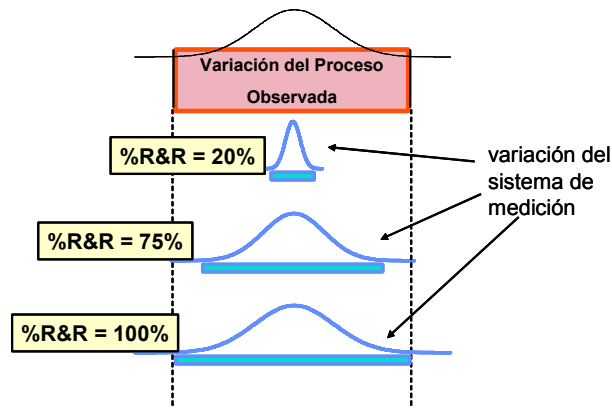 Variación del Proceso
Observada
%R&R = 20%
variación del
sistema de
medición
%R&R = 75%
%R&R = 100%